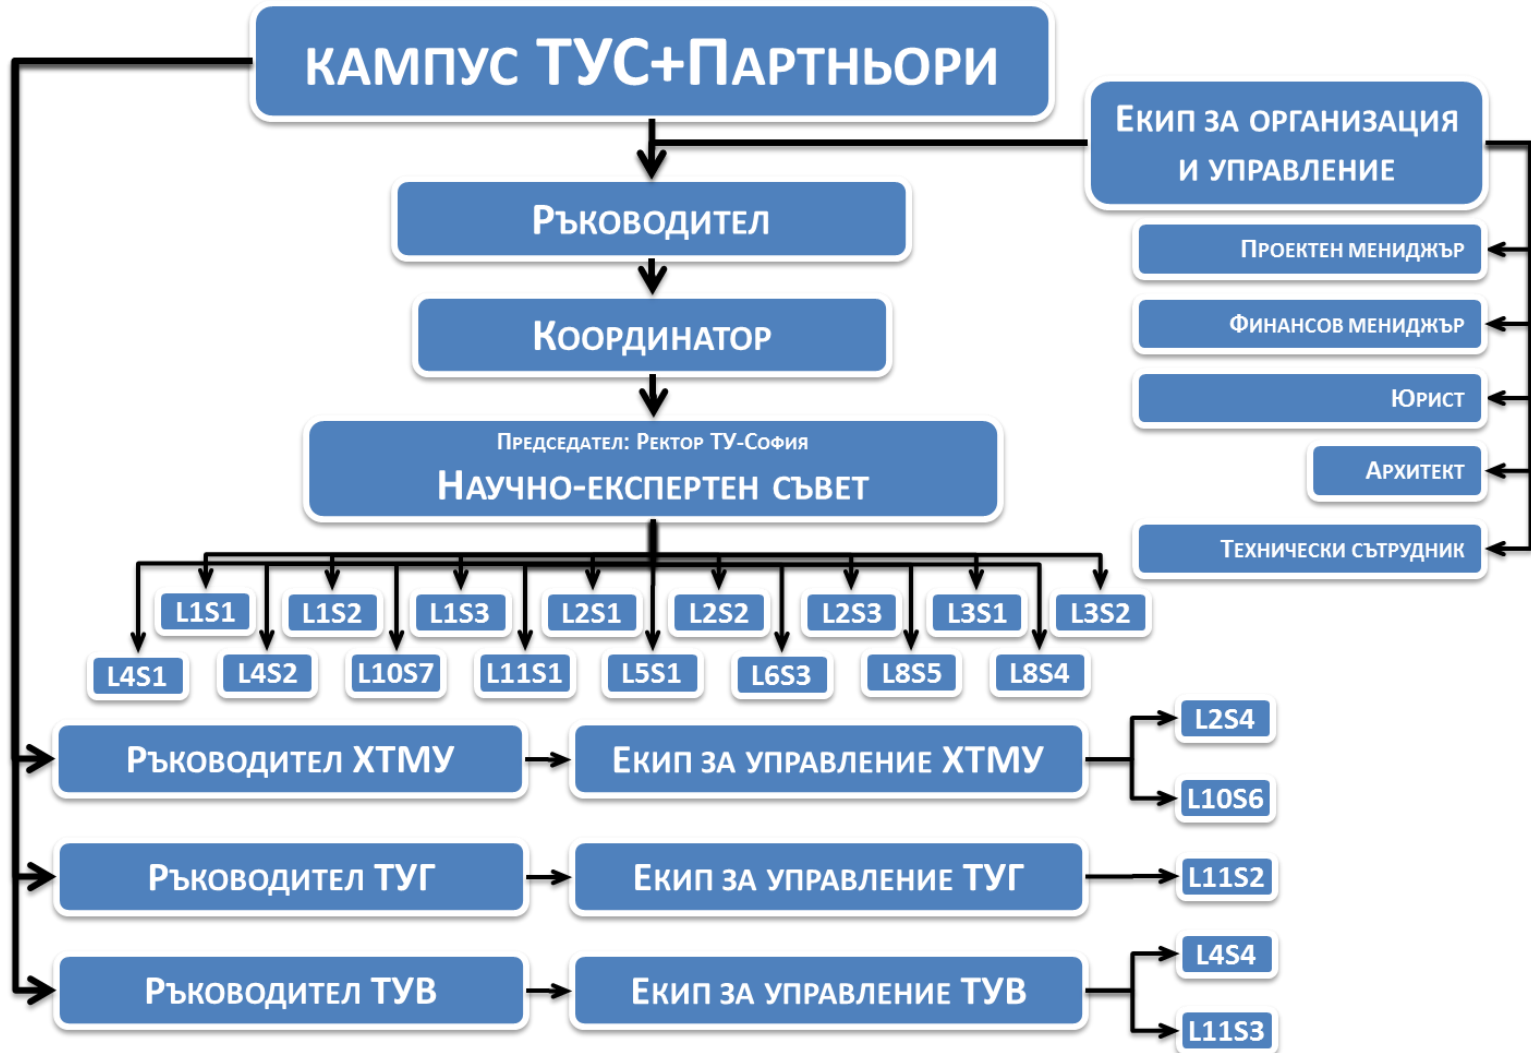 КАМПУС ТУС+ПАРТНЬОРИ
ЕКИП ЗА ОРГАНИЗАЦИЯ
И УПРАВЛЕНИЕ
РЪКОВОДИТЕЛ
ПРОЕКТЕН МЕНИДЖЪР
КООРДИНАТОР
ФИНАНСОВ МЕНИДЖЪР
ЮРИСТ
ПРЕДСЕДАТЕЛ: РЕКТОР ТУ-СОФИЯ
НАУЧНО-ЕКСПЕРТЕН СЪВЕТ
АРХИТЕКТ
ТЕХНИЧЕСКИ СЪТРУДНИК
L1S1 L1S2 L1S3 L2S1 L2S2 L2S3 L3S1 L3S2
L4S1 L4S2 L10S7 L11S1 L5S1 L6S3 L8S5 L8S4
L2S4
РЪКОВОДИТЕЛ ХТМУ ЕКИП ЗА УПРАВЛЕНИЕ ХТМУ
L10S6
РЪКОВОДИТЕЛ ТУГ ЕКИП ЗА УПРАВЛЕНИЕ ТУГ L11S2
L4S4
РЪКОВОДИТЕЛ ТУВ ЕКИП ЗА УПРАВЛЕНИЕ ТУВ
L11S3